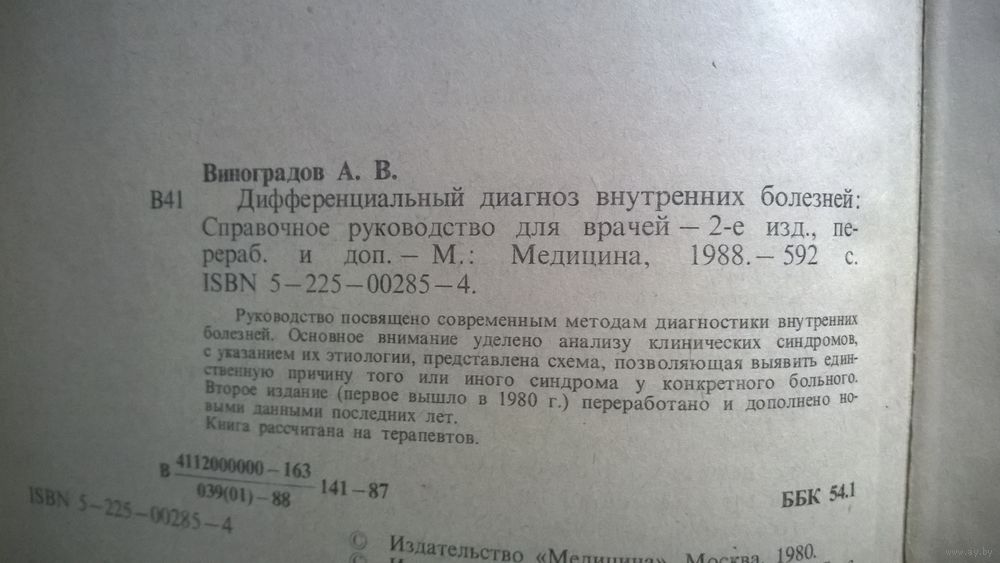 Виноградов А. В.
В41 Дифференциальный диагноз внутренних болезней:
Справочное руководство для врачей — 2-е изд., пе-
рераб. и доп. — М.: Медицина, 1988. — 592 с.
ISBN 5—225—00285—4.
Руководство посвящено современным методам диагностики внутренних
болезней. Основное внимание уделено анализу клинических синдромов,
с указанием их этиологии, представлена схема, позволяющая выявить един-
ственную причину того или иного синдрома у конкретного больного.
Второе издание (первое вышло в 1980 г.) переработано и дополнено но-
выми данными последних лет.
Книга рассчитана на терапевтов.
В 4112000000—163
039(01)—88
141—87
ББК 54.1
ISBN 5—225—00285—4
© Издательство «Медицина», Москва, 1980.
©
www.ay.by